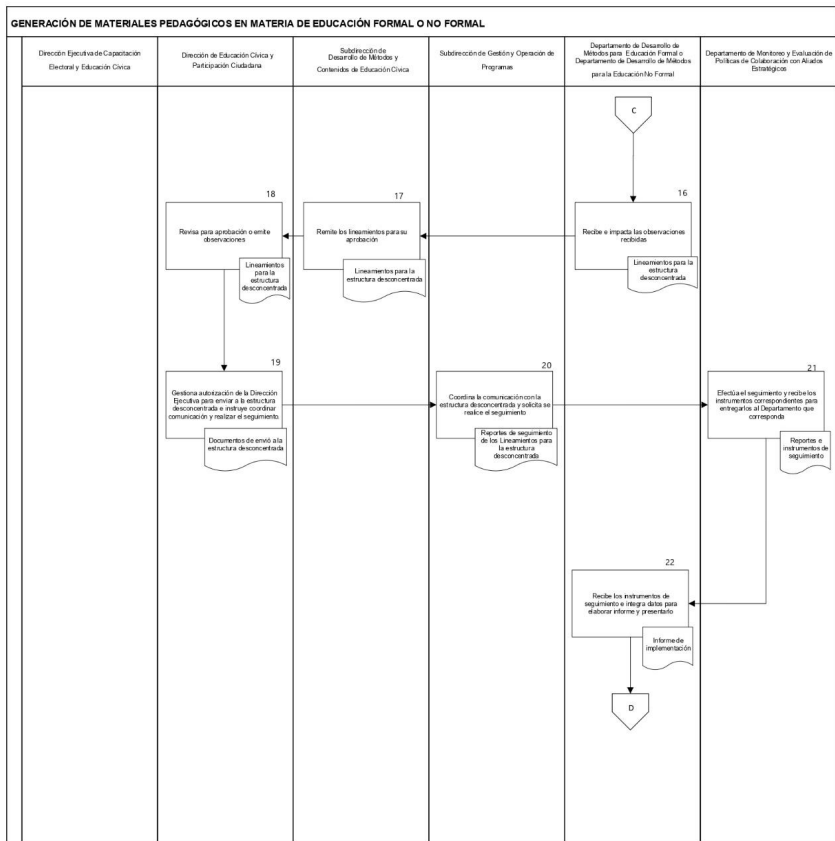 GENERACIÓN DE MATERIALES PEDAGÓGICOS EN MATERIA DE EDUCACIÓN FORMAL O NO FORMAL
Dirección Ejecutiva de Capacitación
Electoral y Educación Cívica
Dirección de Educación Cívica y
Participación Ciudadana
Subdirección de
Desarrollo de Métodos y
Contenidos de Educación Cívica
Subdirección de Gestión y Operación de
Programas
Departamento de Desarrollo de
Métodos para Educación Formal o
Departamento de Desarrollo de Métodos
para la Educación No Formal
Departamento de Monitoreo y Evaluación de
Políticas de Colaboración con Aliados
Estratégicos
C
16
Recibe e impacta las observaciones
recibidas
Lineamientos para la
estructura
desconcentrada
17
Remite los lineamientos para su
aprobación
Lineamientos para la
estructura desconcentrada
18
Revisa para aprobación o emite
observaciones
Lineamientos
para la
estructura
desconcentrada
19
Gestiona autorización de la Dirección
Ejecutiva para enviar a la estructura
desconcentrada e instruye coordinar
comunicación y realizar el seguimiento.
Documentos de envió a la
estructura desconcentrada
20
Coordina la comunicación con la
estructura desconcentrada y solicita se
realice el seguimiento
Reportes de seguimiento
de los Lineamientos para
la estructura
desconcentrada
21
Efectúa el seguimiento y recibe los
instrumentos correspondientes para
entregarlos al Departamento que
corresponda
Reportes e
instrumentos de
seguimiento
22
Recibe los instrumentos de
seguimiento e integra datos para
elaborar informe y presentarlo
Informe de
implementación
D